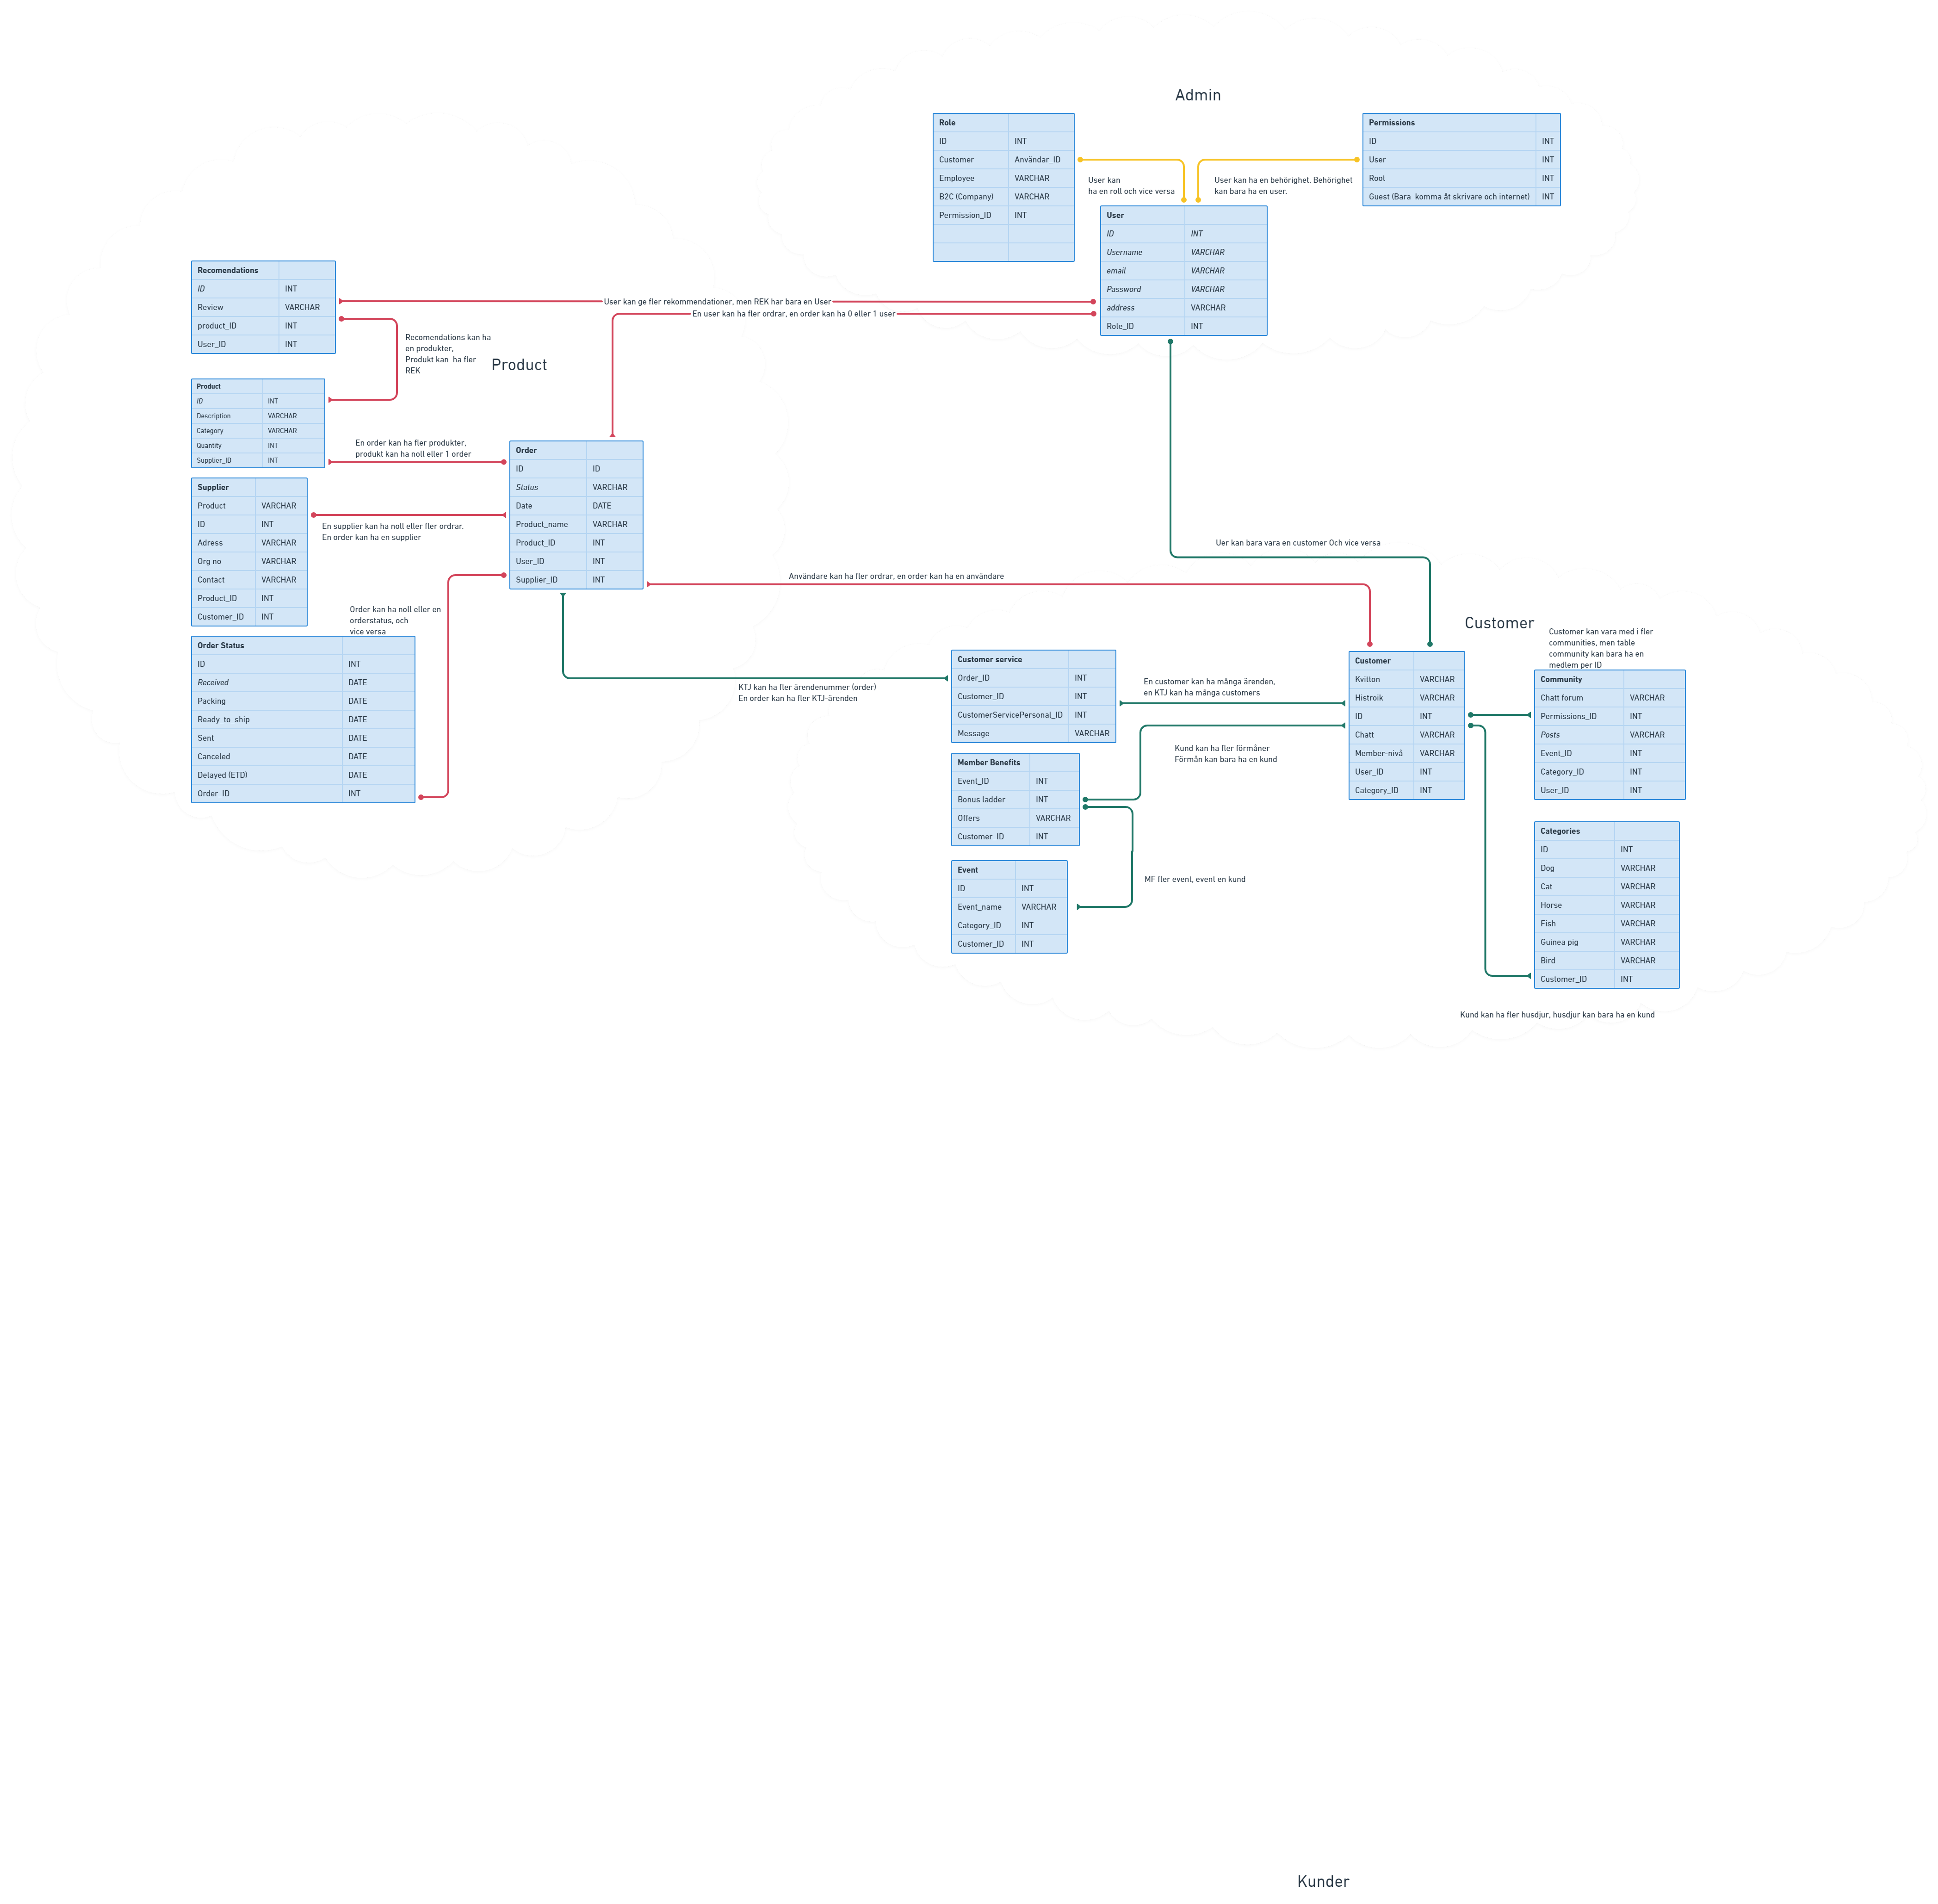 Admin
Role
ID INT
Customer Användar_ID
Employee VARCHAR
B2C (Company) VARCHAR
Permission_ID INT
User kan
ha en roll och vice versa
User kan ha en behörighet. Behörighet
kan bara ha en user.
Permissions
ID INT
User INT
Root INT
Guest (Bara komma åt skrivare och internet) INT
User
ID INT
Username VARCHAR
email VARCHAR
Password VARCHAR
address VARCHAR
Role_ID INT
Recomendations
ID INT
Review VARCHAR
product_ID INT
User_ID INT
User kan ge fler rekommendationer, men REK har bara en User
En user kan ha fler ordrar, en order kan ha 0 eller 1 user
Recomendations kan ha
en produkter,
Produkt kan ha fler
REK
Product
Product
ID INT
Description VARCHAR
Category VARCHAR
Quantity INT
Supplier_ID INT
En order kan ha fler produkter,
produkt kan ha noll eller 1 order
Order
ID ID
Status VARCHAR
Date DATE
Product_name VARCHAR
Product_ID INT
User_ID INT
Supplier_ID INT
Supplier
Product VARCHAR
ID INT
Adress VARCHAR
Org no VARCHAR
Contact VARCHAR
Product_ID INT
Customer_ID INT
En supplier kan ha noll eller fler ordrar.
En order kan ha en supplier
Uer kan bara vara en customer Och vice versa
Användare kan ha fler ordrar, en order kan ha en användare
Order kan ha noll eller en
orderstatus, och
vice versa
Order Status
ID INT
Received DATE
Packing DATE
Ready_to_ship DATE
Sent DATE
Canceled DATE
Delayed (ETD) DATE
Order_ID INT
KTJ kan ha fler ärendenummer (order)
En order kan ha fler KTJ-ärenden
Customer
Customer service
Order_ID INT
Customer_ID INT
CustomerServicePersonal_ID INT
Message VARCHAR
En customer kan ha många ärenden,
en KTJ kan ha många customers
Customer
Kvitton VARCHAR
Histroik VARCHAR
ID INT
Chatt VARCHAR
Member-nivå VARCHAR
User_ID INT
Category_ID INT
Customer kan vara med i fler
communities, men table
community kan bara ha en
medlem per ID
Community
Chatt forum VARCHAR
Permissions_ID INT
Posts VARCHAR
Event_ID INT
Category_ID INT
User_ID INT
Kund kan ha fler förmåner
Förmån kan bara ha en kund
Member Benefits
Event_ID INT
Bonus ladder INT
Offers VARCHAR
Customer_ID INT
Event
ID INT
Event_name VARCHAR
Category_ID INT
Customer_ID INT
MF fler event, event en kund
Categories
ID INT
Dog VARCHAR
Cat VARCHAR
Horse VARCHAR
Fish VARCHAR
Guinea pig VARCHAR
Bird VARCHAR
Customer_ID INT
Kund kan ha fler husdjur, husdjur kan bara ha en kund
Kunder